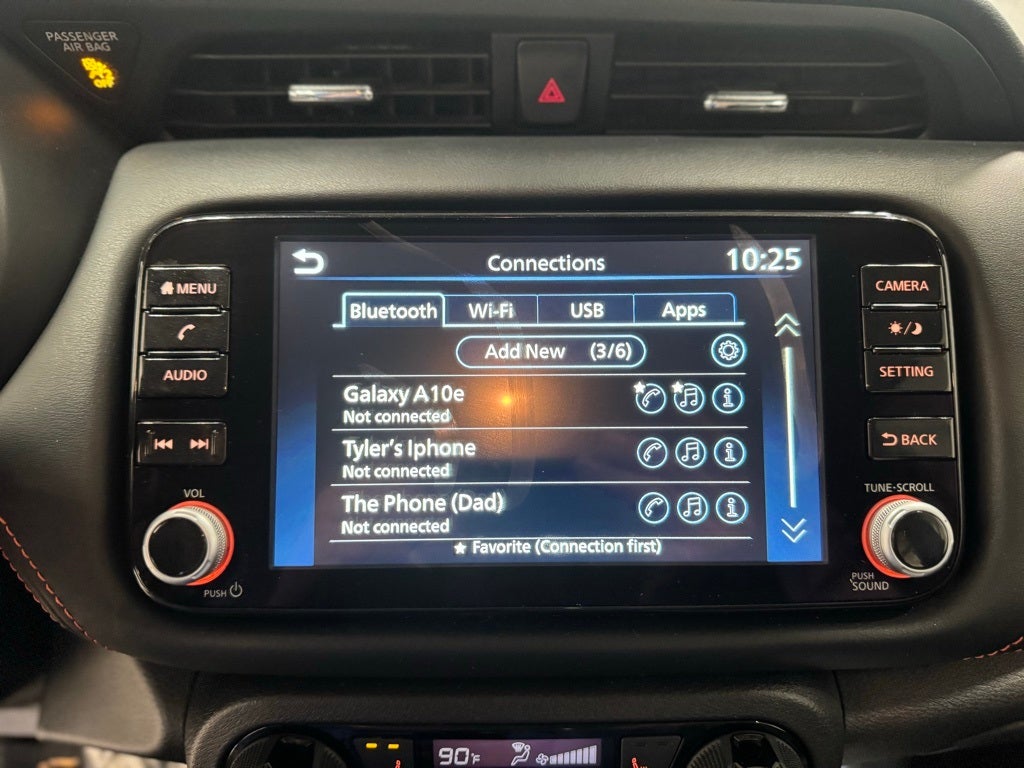 PASSENGER
AIR BAG
OFF
Connections 10:25
MENU
AUDIO
VOL
PUSH
Bluetooth Wi-Fi USB Apps
Add New (3/6)
Galaxy A10e
Not connected
Tyler's Iphone
Not connected
The Phone (Dad)
Not connected
Favorite (Connection first)
CAMERA
SETTING
BACK
TUNE·SCROLL
PUSH
SOUND
90°F